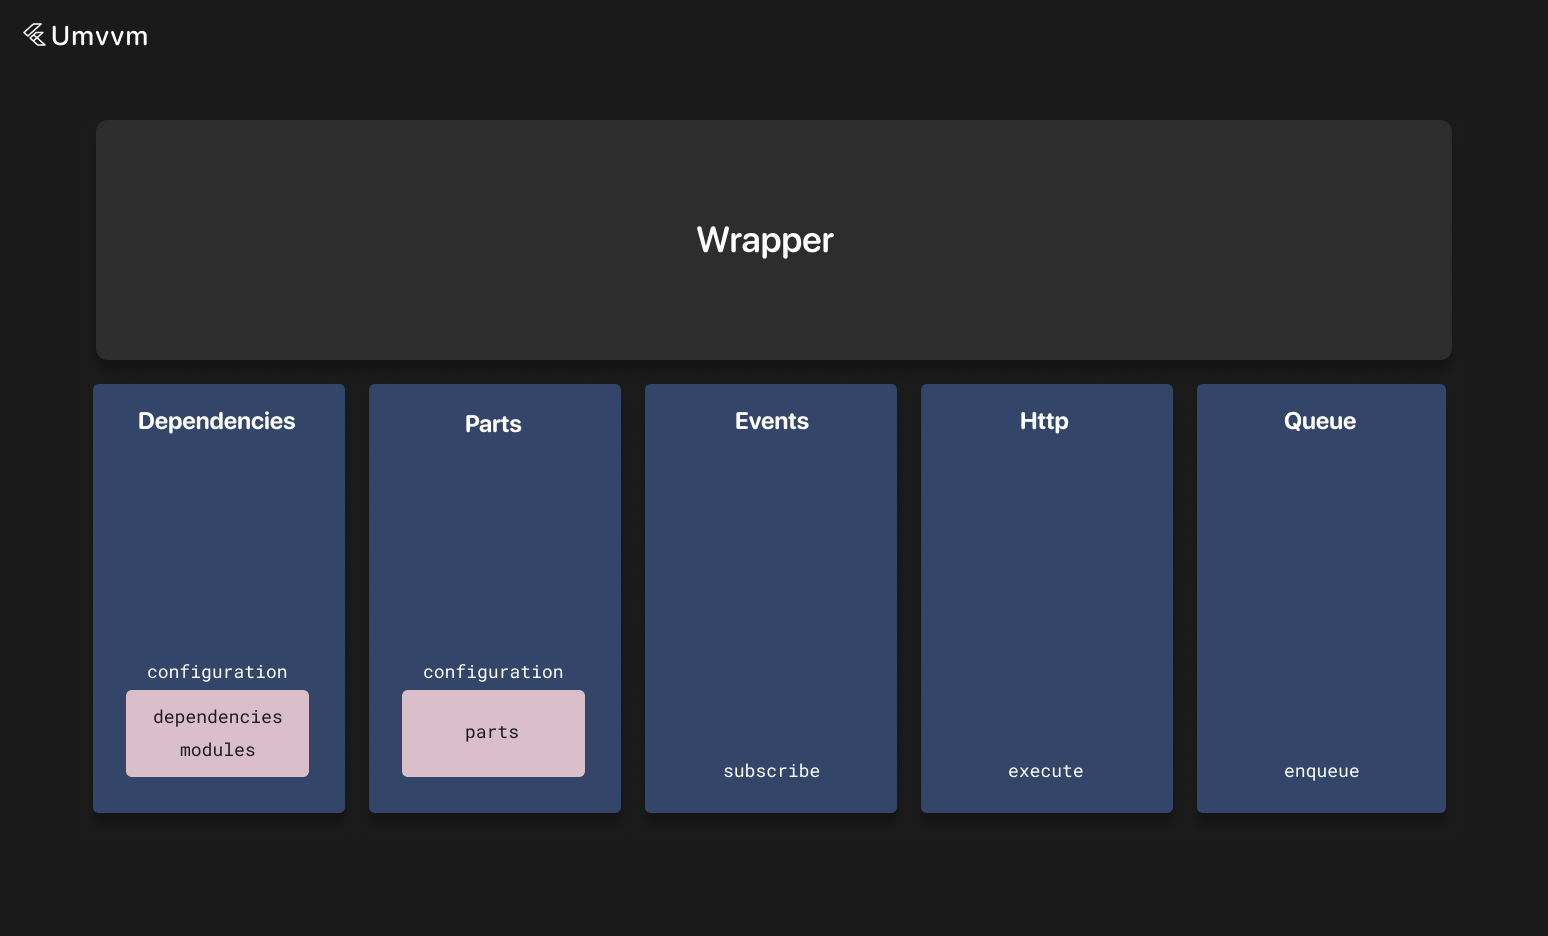 Umvvm
Wrapper
Dependencies
configuration
dependencies
modules
Parts
configuration
parts
Events
subscribe
Http
execute
Queue
enqueue